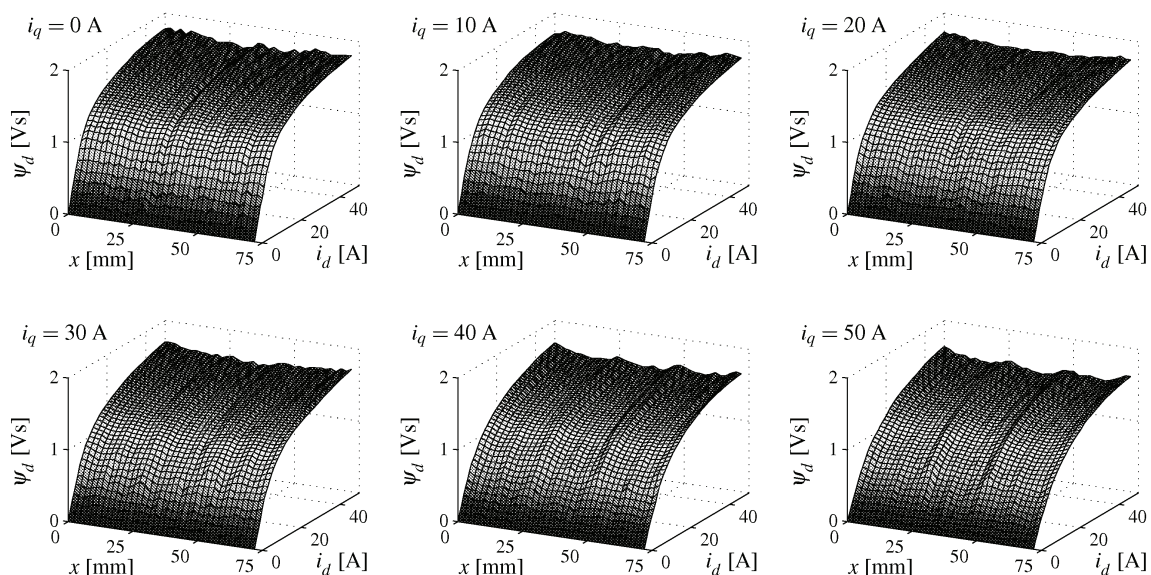 i_q = 0 A
2
1
0
ψ_d [Vs]
0
25
50
75
x [mm]
0
20
40
i_d [A]
i_q = 10 A
2
1
0
ψ_d [Vs]
0
25
50
75
x [mm]
0
20
40
i_d [A]
i_q = 20 A
2
1
0
ψ_d [Vs]
0
25
50
75
x [mm]
0
20
40
i_d [A]
i_q = 30 A
2
1
0
ψ_d [Vs]
0
25
50
75
x [mm]
0
20
40
i_d [A]
i_q = 40 A
2
1
0
ψ_d [Vs]
0
25
50
75
x [mm]
0
20
40
i_d [A]
i_q = 50 A
2
1
0
ψ_d [Vs]
0
25
50
75
x [mm]
0
20
40
i_d [A]